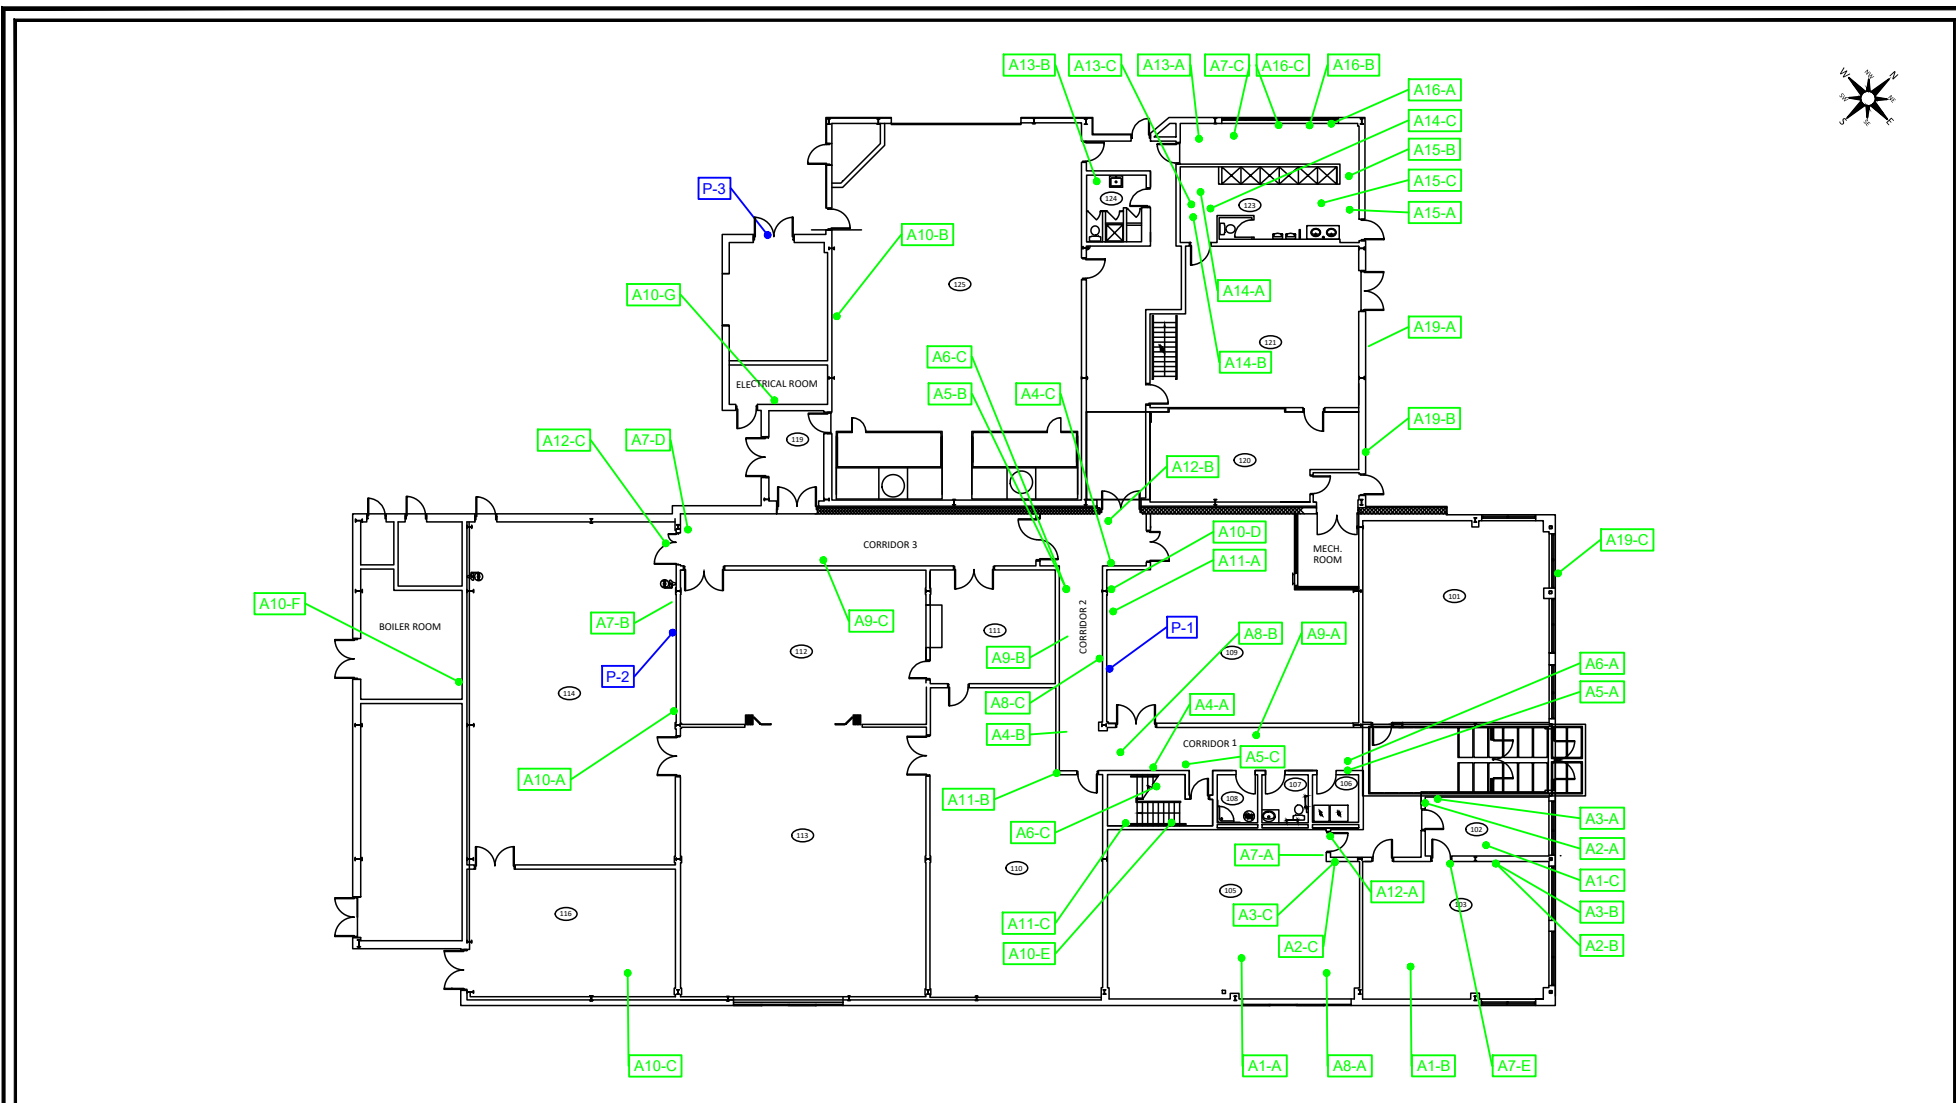 A13-B
A13-C
A13-A
A7-C
A16-C
A16-B
A16-A
A14-C
A15-B
A15-C
A15-A
W
NW
N
SW
NE
S
SE
E
P-3
124
123
A10-B
A10-G
125
A14-A
A19-A
121
A14-B
A6-C
ELECTRICAL ROOM
A5-B
A4-C
A19-B
A12-C
A7-D
119
120
A12-B
CORRIDOR 3
A10-D
A11-A
MECH.
ROOM
A19-C
101
A10-F
BOILER ROOM
A7-B
A9-C
111
CORRIDOR 2
P-1
A8-B
A9-A
112
A9-B
109
A6-A
P-2
114
A8-C
A4-A
A5-A
A4-B
CORRIDOR 1
A5-C
A10-A
A11-B
108
107
106
A6-C
113
A3-A
102
A7-A
A2-A
110
105
A12-A
A1-C
116
A11-C
A3-C
103
A3-B
A10-E
A2-C
A2-B
A10-C
A1-A
A8-A
A1-B
A7-E